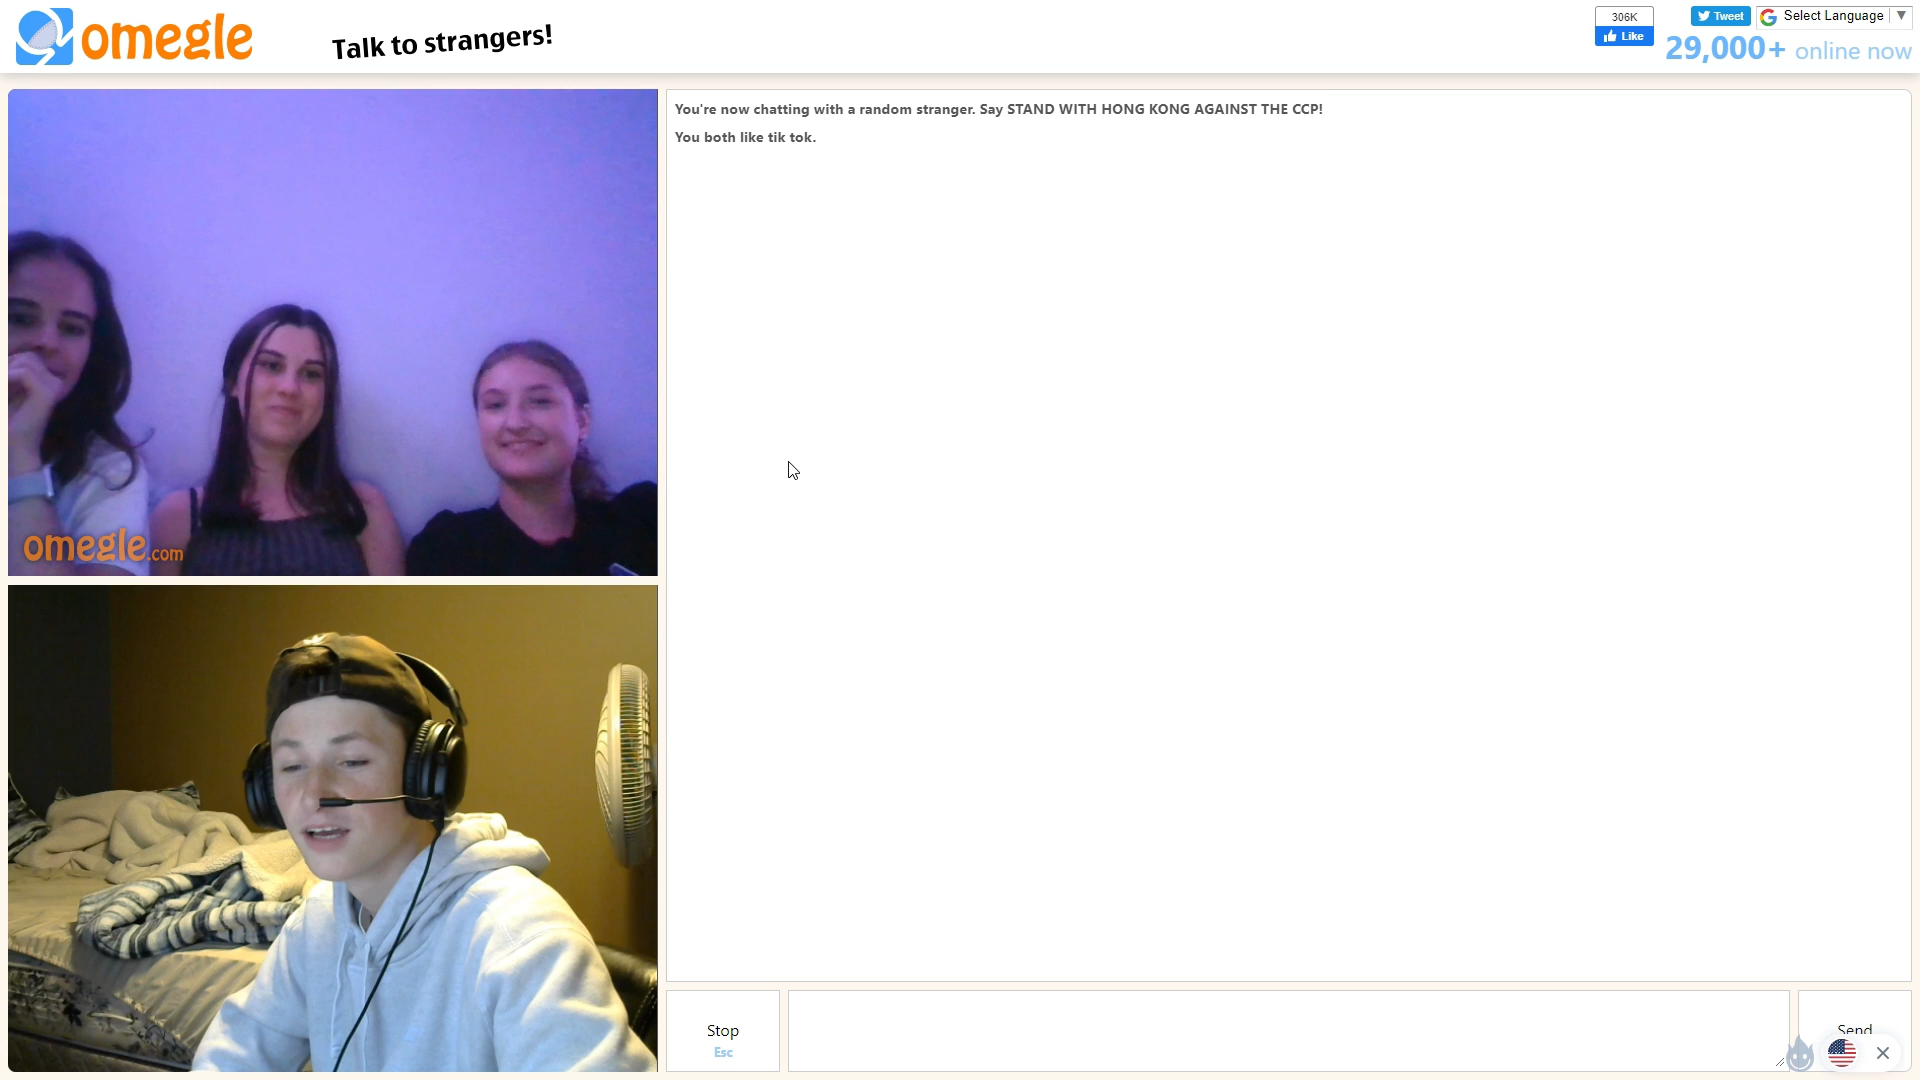 omegle
Talk to strangers!
306K
Like
Tweet
Select Language ▼
29,000+ online now
You're now chatting with a random stranger. Say STAND WITH HONG KONG AGAINST THE CCP!
You both like tik tok.
omegle.com
Stop
Esc
Send